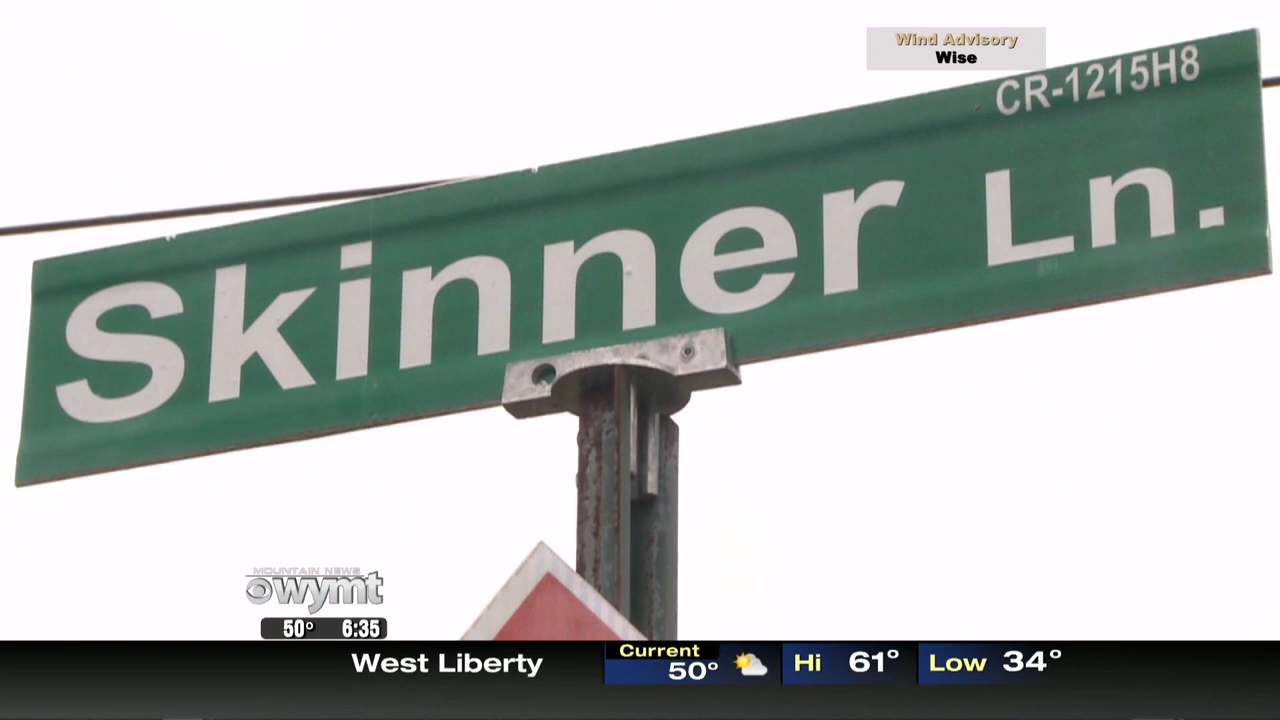 Wind Advisory
Wise
CR-1215H8
Skinner Ln.
MOUNTAIN NEWS
wymt
50° 6:35
West Liberty
Current
50°
Hi 61°
Low 34°